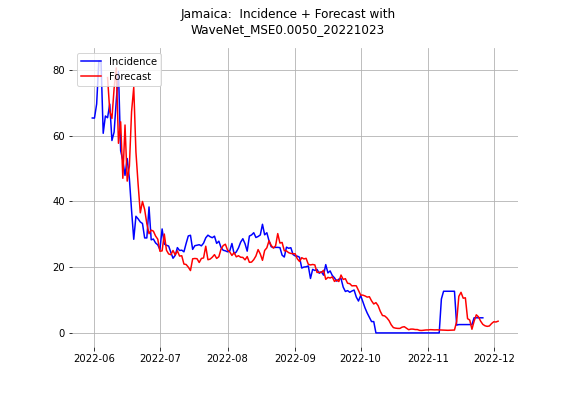 Jamaica:  Incidence + Forecast with
WaveNet_MSE0.0050_20221023
Incidence
Forecast
80
60
40
20
0
2022-06 2022-07 2022-08 2022-09 2022-10 2022-11 2022-12